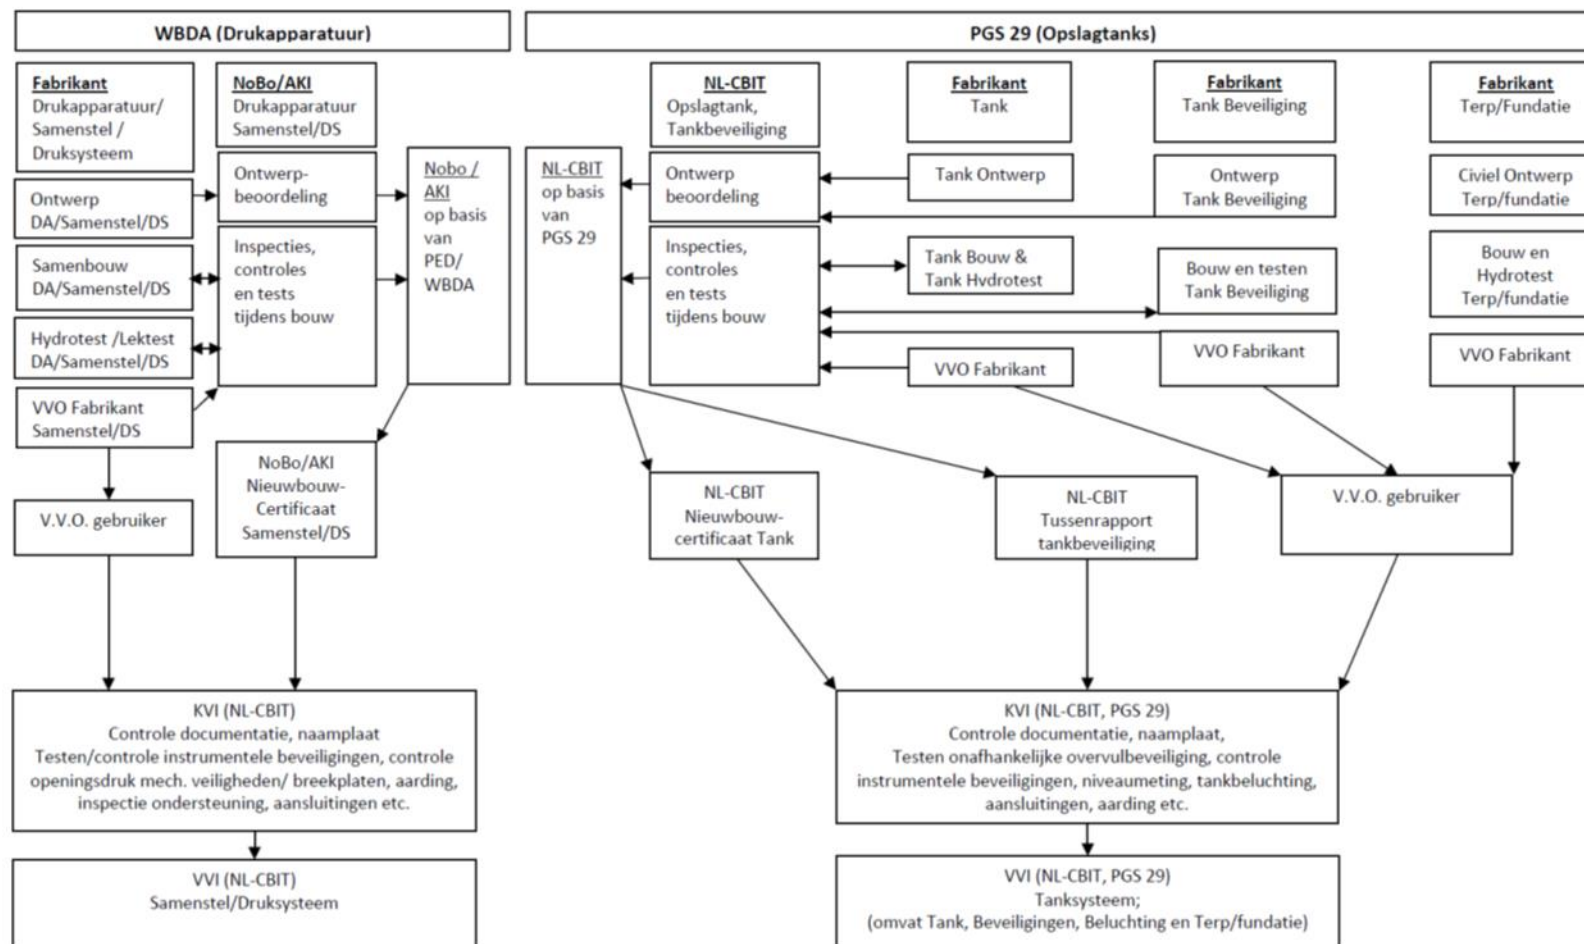 WBDA (Drukapparatuur)
PGS 29 (Opslagtanks)
Fabrikant
Drukapparatuur/
Samenstel /
Druksysteem
NoBo/AKI
Drukapparatuur
Samenstel/DS
NL-CBIT
Opslagtank,
Tankbeveiliging
Fabrikant
Tank
Fabrikant
Tank Beveiliging
Fabrikant
Terp/Fundatie
Ontwerp
DA/Samenstel/DS
Ontwerp-
beoordeling
Nobo /
AKI
op basis
van
PED/
WBDA
NL-CBIT
op basis
van
PGS 29
Ontwerp
beoordeling
Tank Ontwerp
Ontwerp
Tank Beveiliging
Civiel Ontwerp
Terp/fundatie
Samenbouw
DA/Samenstel/DS
Inspecties,
controles
en tests
tijdens bouw
Inspecties,
controles
en tests
tijdens bouw
Tank Bouw &
Tank Hydrotest
Bouw en testen
Tank Beveiliging
Bouw en
Hydrotest
Terp/fundatie
Hydrotest /Lektest
DA/Samenstel/DS
VVO Fabrikant
VVO Fabrikant
VVO Fabrikant
VVO Fabrikant
Samenstel/DS
V.V.O. gebruiker
NoBo/AKI
Nieuwbouw-
Certificaat
Samenstel/DS
NL-CBIT
Nieuwbouw-
certificaat Tank
NL-CBIT
Tussenrapport
tankbeveiliging
V.V.O. gebruiker
KVI (NL-CBIT)
Controle documentatie, naamplaat
Testen/controle instrumentele beveiligingen, controle
openingsdruk mech. veiligheden/ breekplaten, aarding,
inspectie ondersteuning, aansluitingen etc.
KVI (NL-CBIT, PGS 29)
Controle documentatie, naamplaat,
Testen onafhankelijke overvulbeveiliging, controle
instrumentele beveiligingen, niveaumeting, tankbeluchting,
aansluitingen, aarding etc.
VVI (NL-CBIT)
Samenstel/Druksysteem
VVI (NL-CBIT, PGS 29)
Tanksysteem;
(omvat Tank, Beveiligingen, Beluchting en Terp/fundatie)